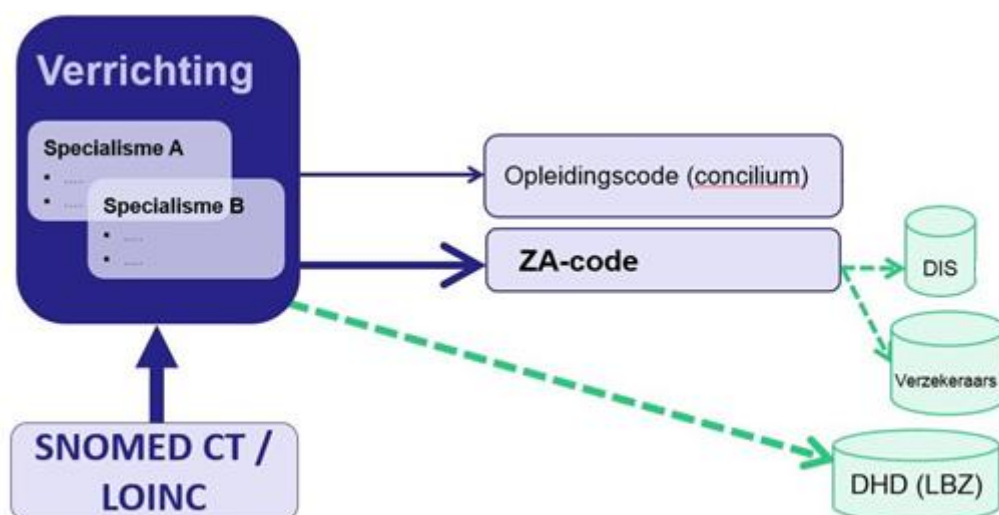 Verrichting
Specialisme A
▪ ....
▪ ....
Specialisme B
▪ ....
▪ ....
Opleidingscode (concilium)
ZA-code
DIS
Verzekeraars
SNOMED CT /
LOINC
DHD (LBZ)